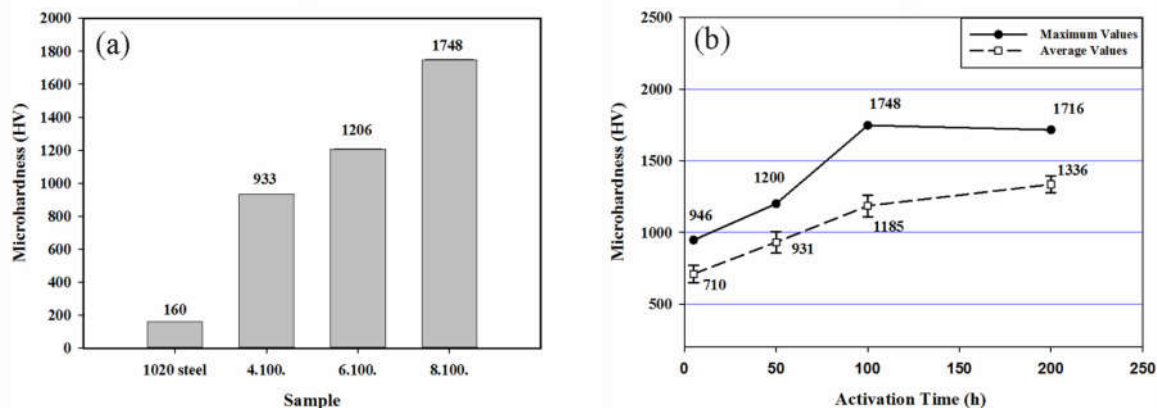 (a)
2000
1800
1600
1400
1200
1000
800
600
400
200
0
Microhardness (HV)
160
933
1206
1748
1020 steel 4.100. 6.100. 8.100.
Sample
(b)
Maximum Values
Average Values
2500
2000
1500
1000
500
Microhardness (HV)
946
1200
1748
1716
710
931
1185
1336
0 50 100 150 200 250
Activation Time (h)